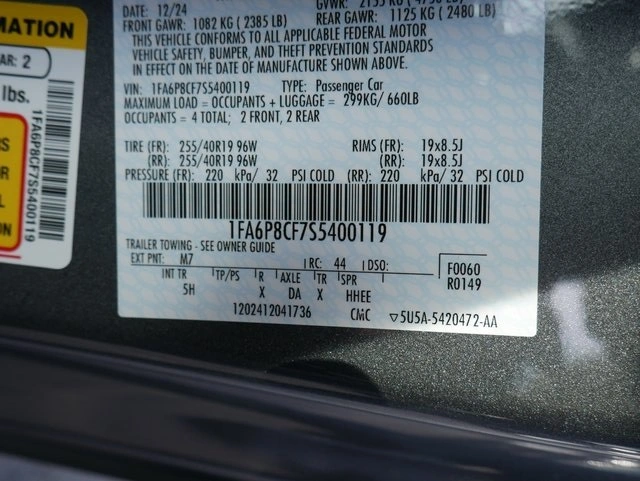 DATE: 12/24
GVWR:
FRONT GAWR: 1082 KG ( 2385 LB)
REAR GAWR: 1125 KG ( 2480 LB)
THIS VEHICLE CONFORMS TO ALL APPLICABLE FEDERAL MOTOR
VEHICLE SAFETY, BUMPER, AND THEFT PREVENTION STANDARDS
IN EFFECT ON THE DATE OF MANUFACTURE SHOWN ABOVE.
VIN: 1FA6P8CF7S5400119 TYPE: Passenger Car
MAXIMUM LOAD = OCCUPANTS + LUGGAGE = 299KG/ 660LB
OCCUPANTS = 4 TOTAL; 2 FRONT, 2 REAR
TIRE (FR): 255/40R19 96W RIMS (FR): 19x8.5J
(RR): 255/40R19 96W (RR): 19x8.5J
PRESSURE (FR): 220 kPa/ 32 PSI COLD (RR): 220 kPa/ 32 PSI COLD
1FA6P8CF7S5400119
TRAILER TOWING - SEE OWNER GUIDE
EXT PNT: M7 RC: 44 DSO: F0060
INT TR TP/PS R AXLE TR SPR R0149
5H X DA X HHEE
1202412041736 CMC ▽5U5A-5420472-AA
MATION
AR: 2
lbs.
1FA6P8CF7S5400119